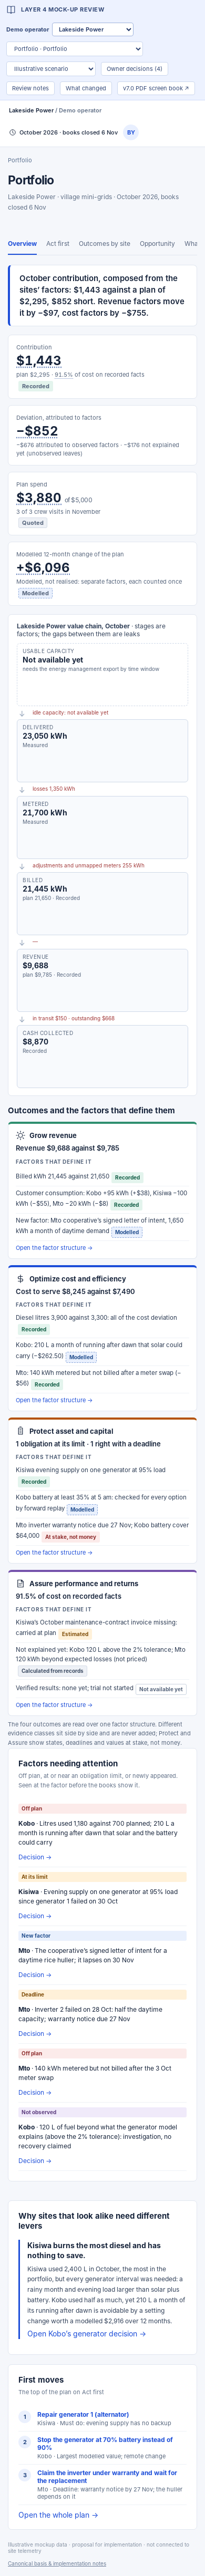 LAYER 4 MOCK-UP REVIEW
Demo operator Lakeside Power
Portfolio · Portfolio
Illustrative scenario Owner decisions (4)
Review notes What changed v7.0 PDF screen book ↗
Lakeside Power / Demo operator
October 2026 · books closed 6 Nov BY
Portfolio
Portfolio
Lakeside Power · village mini-grids · October 2026, books
closed 6 Nov
Overview Act first Outcomes by site Opportunity Wha
October contribution, composed from the
sites’ factors: $1,443 against a plan of
$2,295, $852 short. Revenue factors move
it by −$97, cost factors by −$755.
Contribution
$1,443
plan $2,295 · 91.5% of cost on recorded facts
Recorded
Deviation, attributed to factors
−$852
−$676 attributed to observed factors · −$176 not explained
yet (unobserved leaves)
Plan spend
$3,880 of $5,000
3 of 3 crew visits in November
Quoted
Modelled 12-month change of the plan
+$6,096
Modelled, not realised: separate factors, each counted once
Modelled
Lakeside Power value chain, October · stages are
factors; the gaps between them are leaks
USABLE CAPACITY
Not available yet
needs the energy management export by time window
↓ idle capacity: not available yet
DELIVERED
23,050 kWh
Measured
↓ losses 1,350 kWh
METERED
21,700 kWh
Measured
↓ adjustments and unmapped meters 255 kWh
BILLED
21,445 kWh
plan 21,650 · Recorded
↓ —
REVENUE
$9,688
plan $9,785 · Recorded
↓ in transit $150 · outstanding $668
CASH COLLECTED
$8,870
Recorded
Outcomes and the factors that define them
Grow revenue
Revenue $9,688 against $9,785
FACTORS THAT DEFINE IT
Billed kWh 21,445 against 21,650 Recorded
Customer consumption: Kobo +95 kWh (+$38), Kisiwa −100
kWh (−$55), Mto −20 kWh (−$8) Recorded
New factor: Mto cooperative’s signed letter of intent, 1,650
kWh a month of daytime demand Modelled
Open the factor structure →
Optimize cost and efficiency
Cost to serve $8,245 against $7,490
FACTORS THAT DEFINE IT
Diesel litres 3,900 against 3,300: all of the cost deviation
Recorded
Kobo: 210 L a month of running after dawn that solar could
carry (−$262.50) Modelled
Mto: 140 kWh metered but not billed after a meter swap (−
$56) Recorded
Open the factor structure →
Protect asset and capital
1 obligation at its limit · 1 right with a deadline
FACTORS THAT DEFINE IT
Kisiwa evening supply on one generator at 95% load
Recorded
Kobo battery at least 35% at 5 am: checked for every option
by forward replay Modelled
Mto inverter warranty notice due 27 Nov; Kobo battery cover
$64,000 At stake, not money
Open the factor structure →
Assure performance and returns
91.5% of cost on recorded facts
FACTORS THAT DEFINE IT
Kisiwa’s October maintenance-contract invoice missing:
carried at plan Estimated
Not explained yet: Kobo 120 L above the 2% tolerance; Mto
120 kWh beyond expected losses (not priced)
Calculated from records
Verified results: none yet; trial not started Not available yet
Open the factor structure →
The four outcomes are read over one factor structure. Different
evidence classes sit side by side and are never added; Protect and
Assure show states, deadlines and values at stake, not money.
Factors needing attention
Off plan, at or near an obligation limit, or newly appeared.
Seen at the factor before the books show it.
Off plan
Kobo · Litres used 1,180 against 700 planned; 210 L a
month is running after dawn that solar and the battery
could carry
Decision →
At its limit
Kisiwa · Evening supply on one generator at 95% load
since generator 1 failed on 30 Oct
Decision →
New factor
Mto · The cooperative’s signed letter of intent for a
daytime rice huller; it lapses on 30 Nov
Decision →
Deadline
Mto · Inverter 2 failed on 28 Oct: half the daytime
capacity; warranty notice due 27 Nov
Decision →
Off plan
Mto · 140 kWh metered but not billed after the 3 Oct
meter swap
Decision →
Not observed
Kobo · 120 L of fuel beyond what the generator model
explains (above the 2% tolerance): investigation, no
recovery claimed
Decision →
Why sites that look alike need different
levers
Kisiwa burns the most diesel and has
nothing to save.
Kisiwa used 2,400 L in October, the most in the
portfolio, but every generator interval was needed: a
rainy month and evening load larger than solar plus
battery. Kobo used half as much, yet 210 L a month of
its running after dawn is avoidable by a setting
change worth a modelled $2,916 over 12 months.
Open Kobo’s generator decision →
First moves
The top of the plan on Act first
1 Repair generator 1 (alternator)
Kisiwa · Must do: evening supply has no backup
2 Stop the generator at 70% battery instead of
90%
Kobo · Largest modelled value; remote change
3 Claim the inverter under warranty and wait for
the replacement
Mto · Deadline: warranty notice by 27 Nov; the huller
depends on it
Open the whole plan →
Illustrative mockup data · proposal for implementation · not connected to
site telemetry
Canonical basis & implementation notes